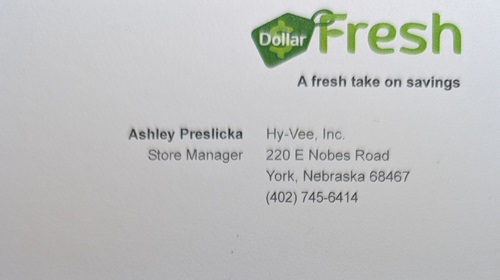 Dollar Fresh
A fresh take on savings
Ashley Preslicka Hy-Vee, Inc.
Store Manager 220 E Nobes Road
York, Nebraska 68467
(402) 745-6414